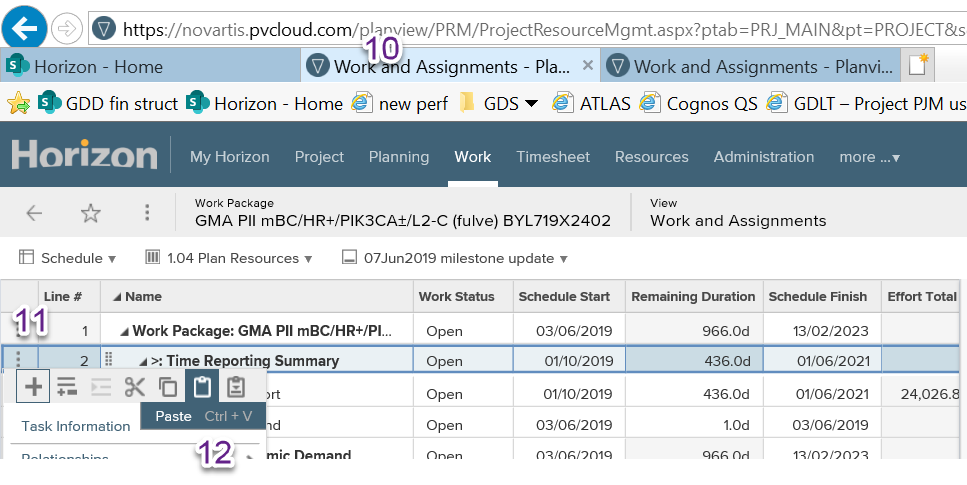 https://novartis.pvcloud.com/planview/PRM/ProjectResourceMgmt.aspx?ptab=PRJ_MAIN&pt=PROJECT&s
10
Horizon - Home Work and Assignments - Pla... × Work and Assignments - Planvi...
GDD fin struct Horizon - Home new perf GDS ATLAS Cognos QS GDLT – Project PJM us
Horizon My Horizon Project Planning Work Timesheet Resources Administration more ...▾
Work Package View
GMA PII mBC/HR+/PIK3CA±/L2-C (fulve) BYL719X2402 Work and Assignments
Schedule ▾ 1.04 Plan Resources ▾ 07Jun2019 milestone update ▾
Line # Name Work Status Schedule Start Remaining Duration Schedule Finish Effort Total
11
1 Work Package: GMA PII mBC/HR+/PI... Open 03/06/2019 966.0d 13/02/2023
2 >: Time Reporting Summary Open 01/10/2019 436.0d 01/06/2021
ort Open 01/10/2019 436.0d 01/06/2021 24,026.8
Paste Ctrl + V
Task Information nd Open 03/06/2019 1.0d 03/06/2019
12
Relationships mic Demand Open 03/06/2019 966.0d 13/02/2023